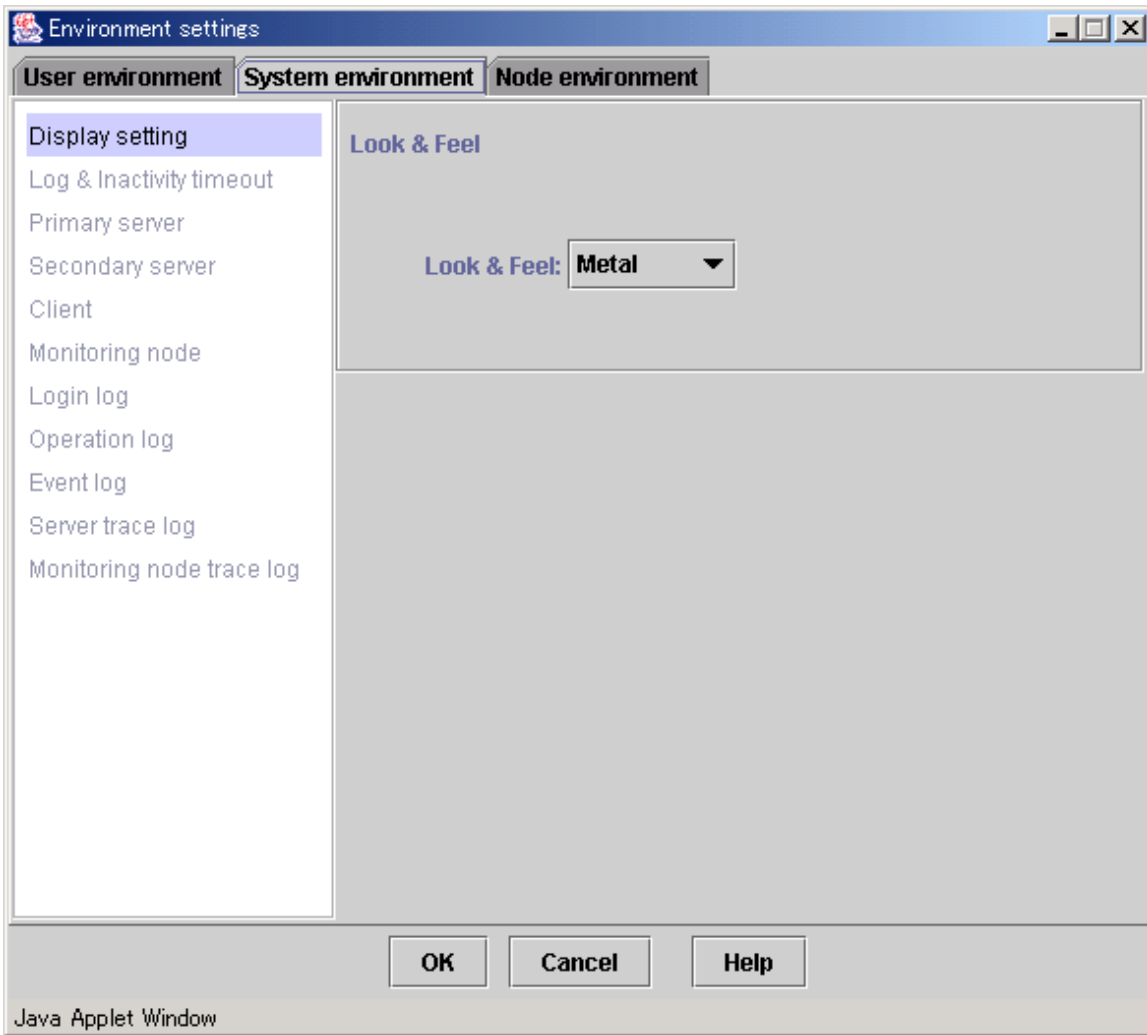 Environment settings
User environment System environment Node environment
Display setting
Log & Inactivity timeout
Primary server
Secondary server
Client
Monitoring node
Login log
Operation log
Event log
Server trace log
Monitoring node trace log
Look & Feel
Look & Feel: Metal
OK Cancel Help
Java Applet Window